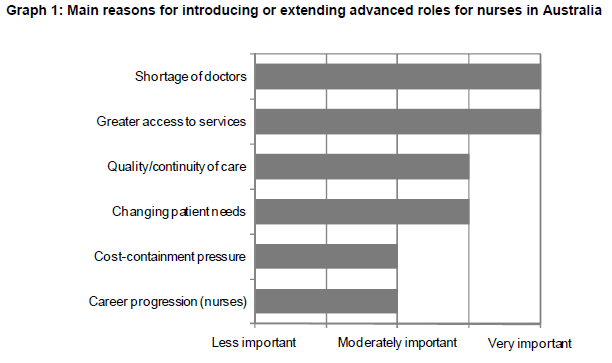 Graph 1: Main reasons for introducing or extending advanced roles for nurses in Australia
Shortage of doctors
Greater access to services
Quality/continuity of care
Changing patient needs
Cost-containment pressure
Career progression (nurses)
Less important Moderately important Very important